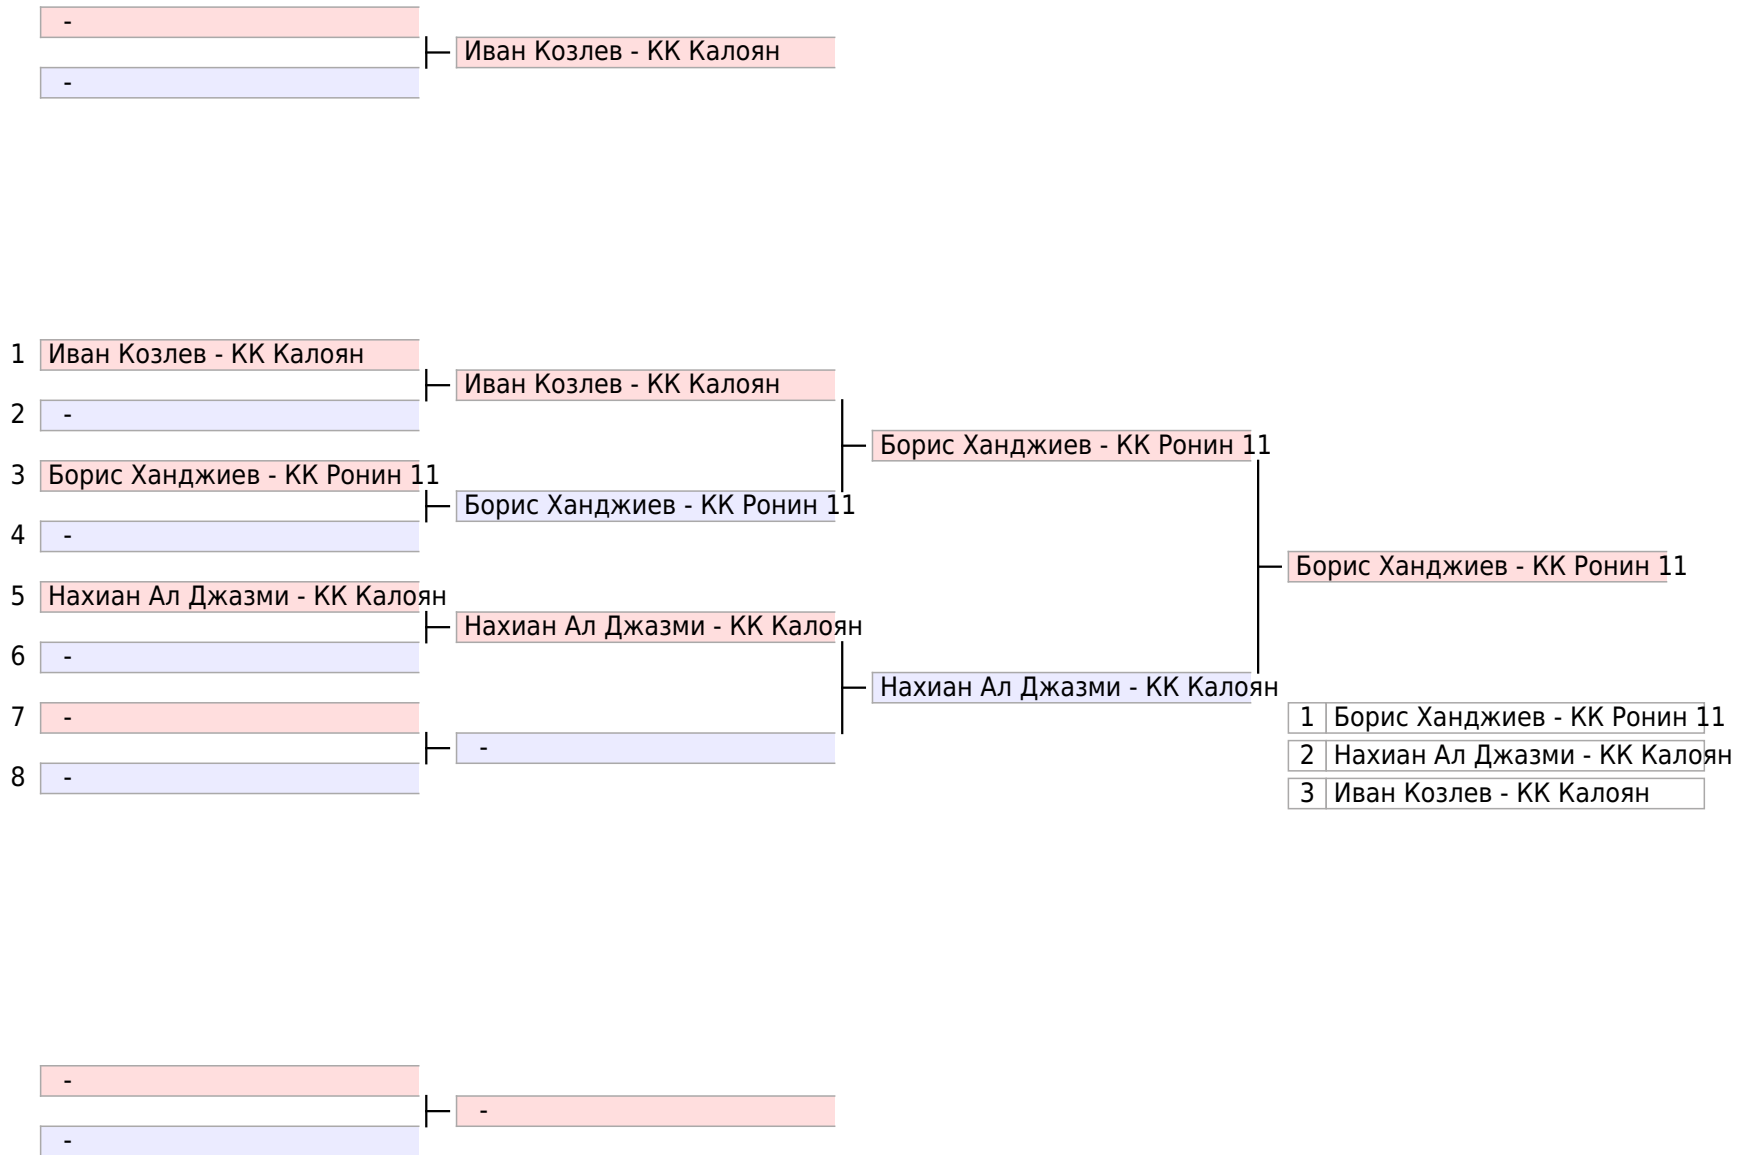 -
Иван Козлев - КК Калоян
-
1 Иван Козлев - КК Калоян
Иван Козлев - КК Калоян
2 -
Борис Ханджиев - КК Ронин 11
3 Борис Ханджиев - КК Ронин 11
Борис Ханджиев - КК Ронин 11
4 -
Борис Ханджиев - КК Ронин 11
5 Нахиан Ал Джазми - КК Калоян
Нахиан Ал Джазми - КК Калоян
6 -
Нахиан Ал Джазми - КК Калоян
7 -
1 Борис Ханджиев - КК Ронин 11
-
2 Нахиан Ал Джазми - КК Калоян
8 -
3 Иван Козлев - КК Калоян
-
-
-